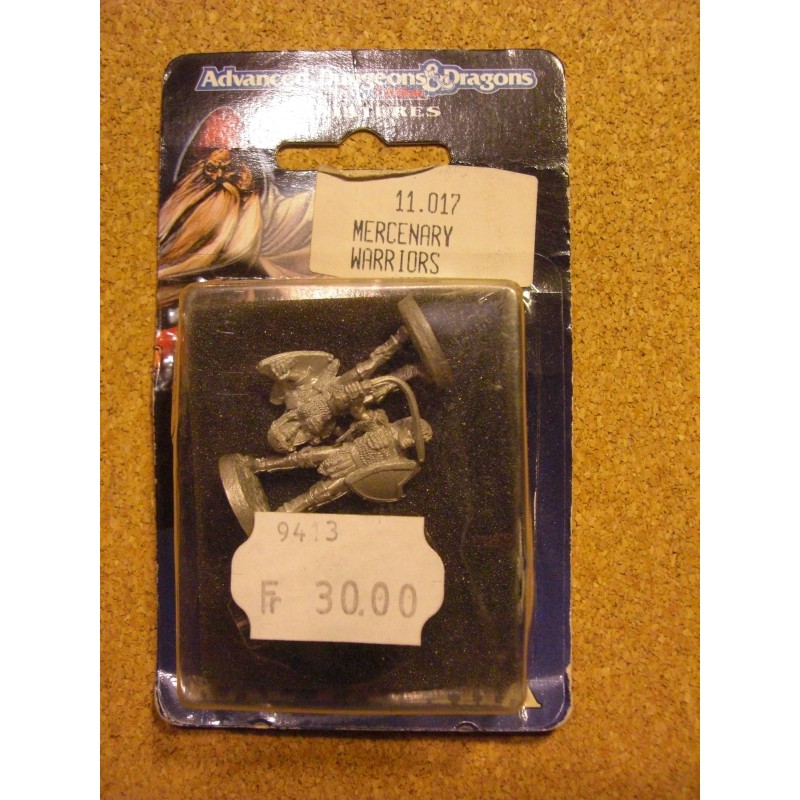 Advanced Dungeons & Dragons
11.017
MERCENARY
WARRIORS
9413
Fr 30.00